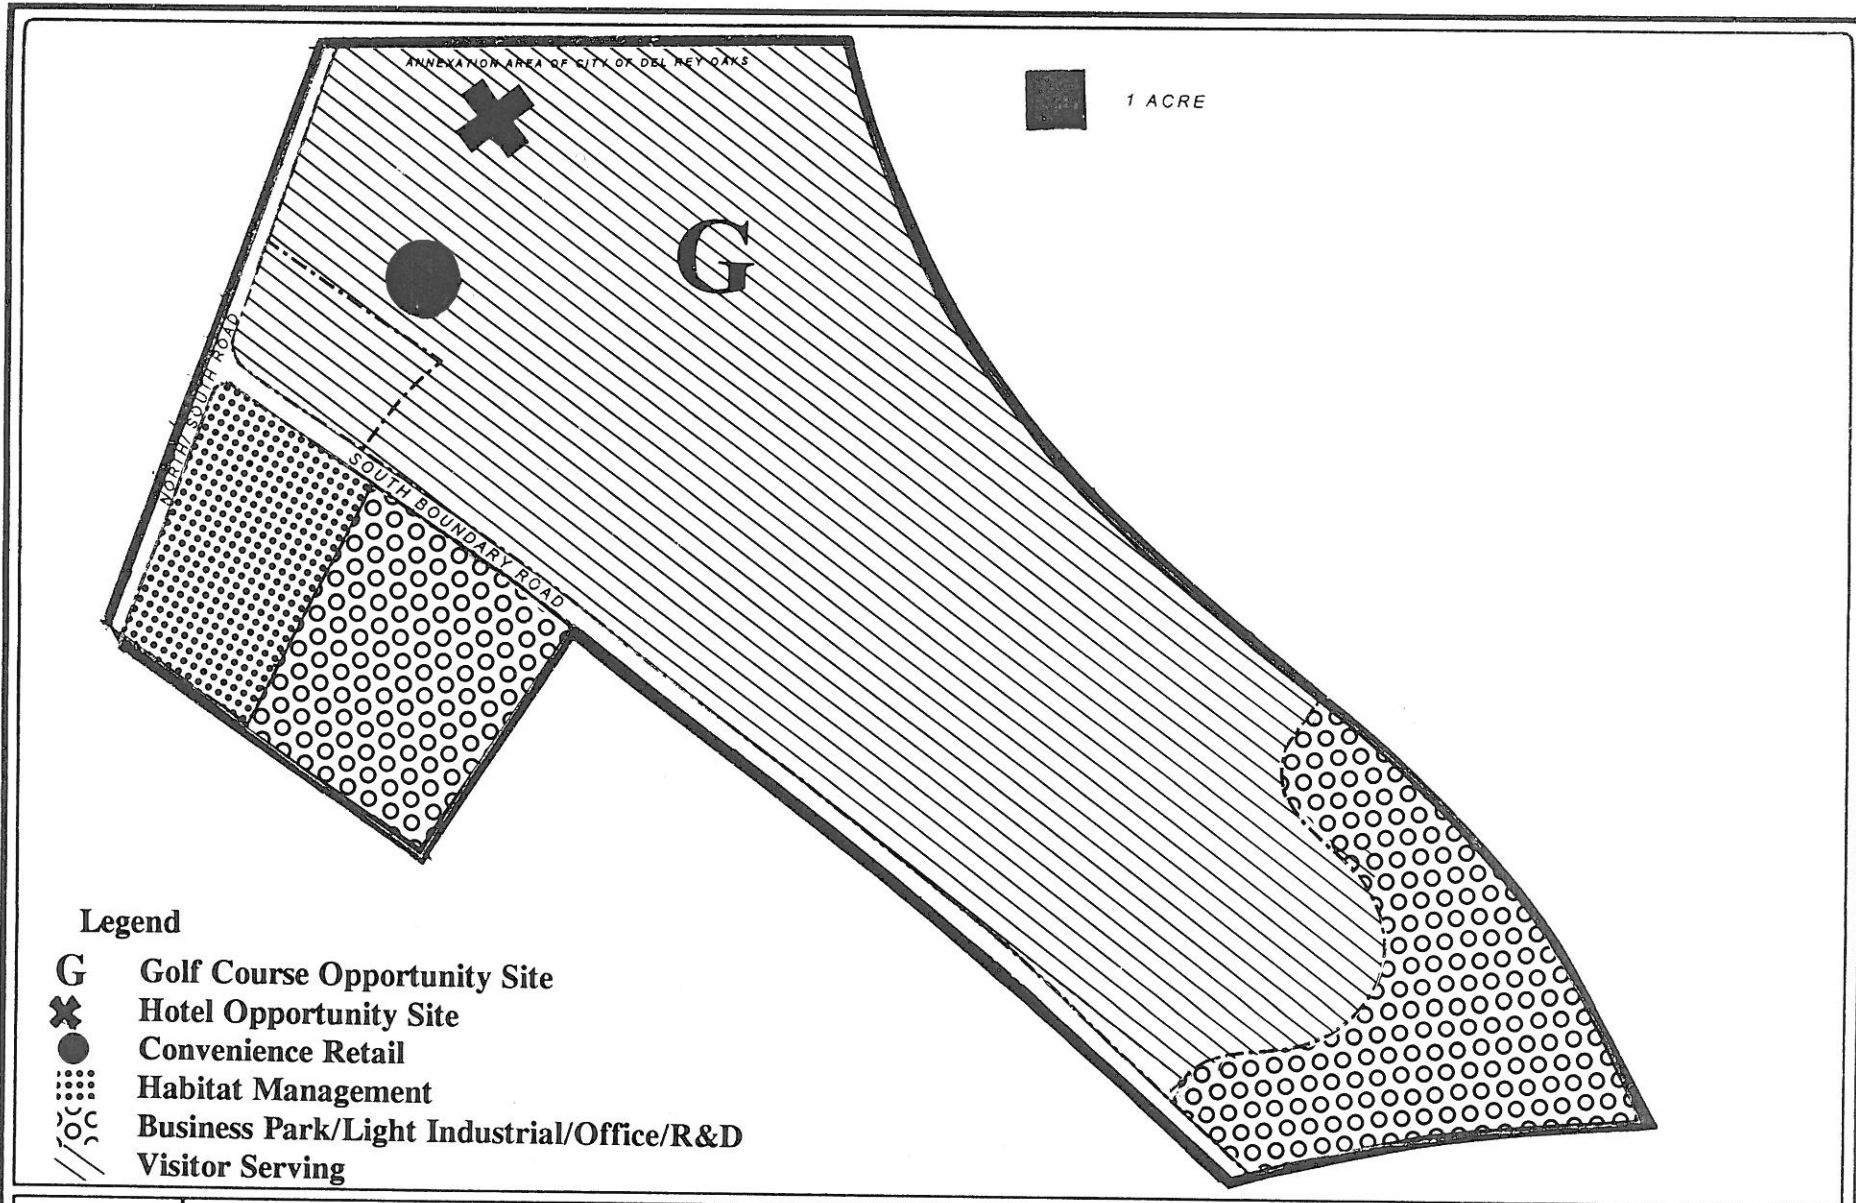 ANNEXATION AREA OF CITY OF DEL REY OAKS
1 ACRE
G
NORTH/ SOUTH ROAD
SOUTH BOUNDARY ROAD
Legend
G Golf Course Opportunity Site
Hotel Opportunity Site
Convenience Retail
Habitat Management
Business Park/Light Industrial/Office/R&D
Visitor Serving